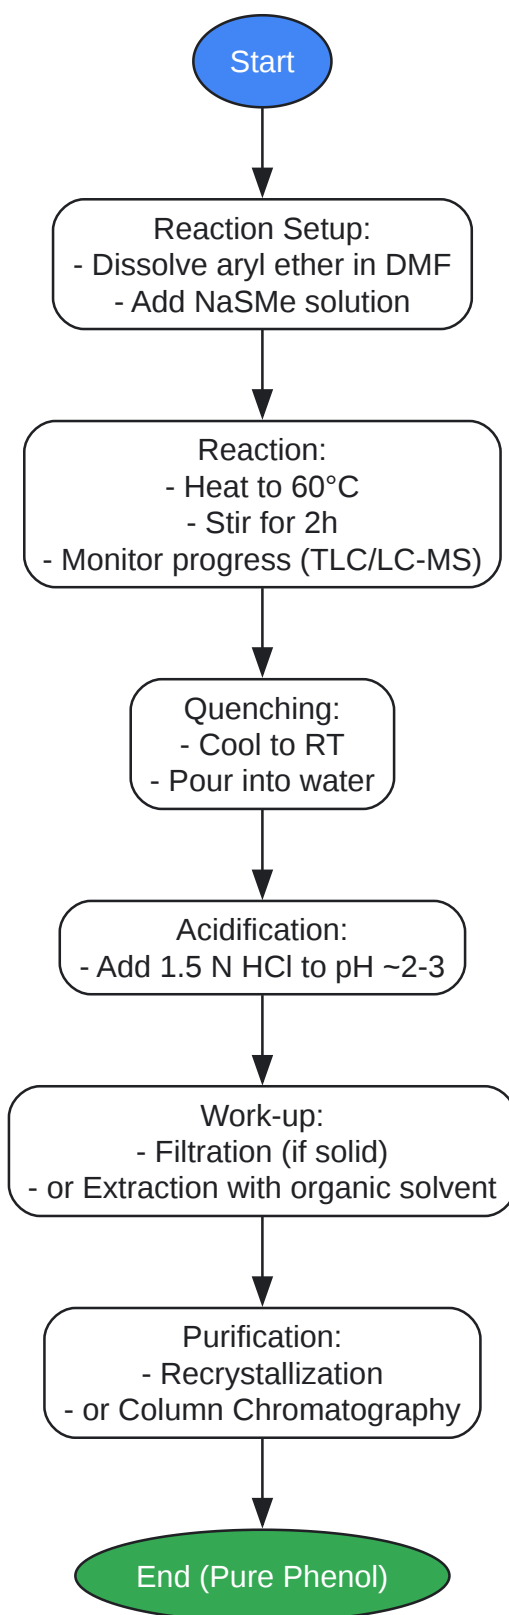 Start
Reaction Setup:
- Dissolve aryl ether in DMF
- Add NaSMe solution
Reaction:
- Heat to 60°C
- Stir for 2h
- Monitor progress (TLC/LC-MS)
Quenching:
- Cool to RT
- Pour into water
Acidification:
- Add 1.5 N HCl to pH ~2-3
Work-up:
- Filtration (if solid)
- or Extraction with organic solvent
Purification:
- Recrystallization
- or Column Chromatography
End (Pure Phenol)